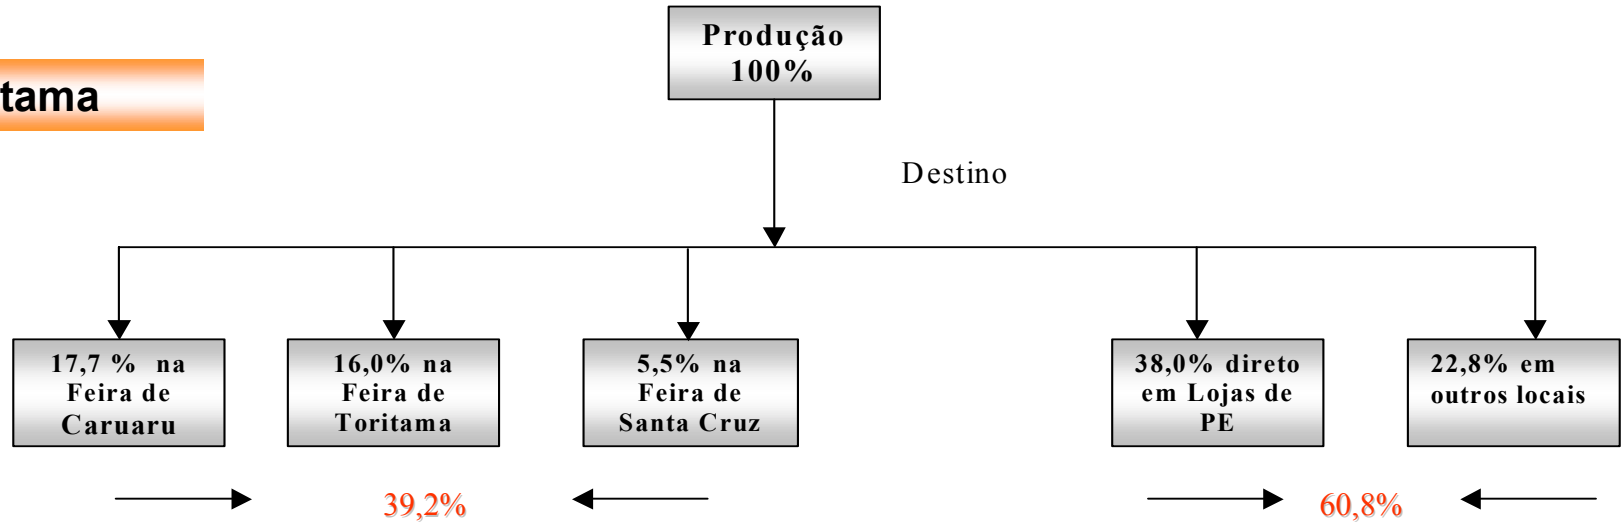 Produção
100%
tama
Destino
17,7 % na
Feira de
Caruaru
16,0% na
Feira de
Toritama
5,5% na
Feira de
Santa Cruz
38,0% direto
em Lojas de
PE
22,8% em
outros locais
39,2%
60,8%